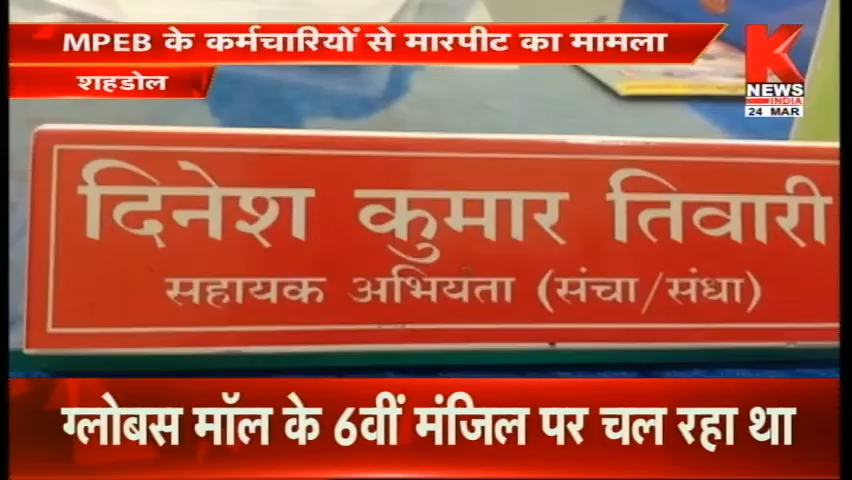 MPEB के कर्मचारियों से मारपीट का मामला
शहडोल
K
NEWS
INDIA
24 MAR
दिनेश कुमार तिवारी
सहायक अभियंता (संचा/संधा)
ग्लोबस मॉल के 6वीं मंजिल पर चल रहा था